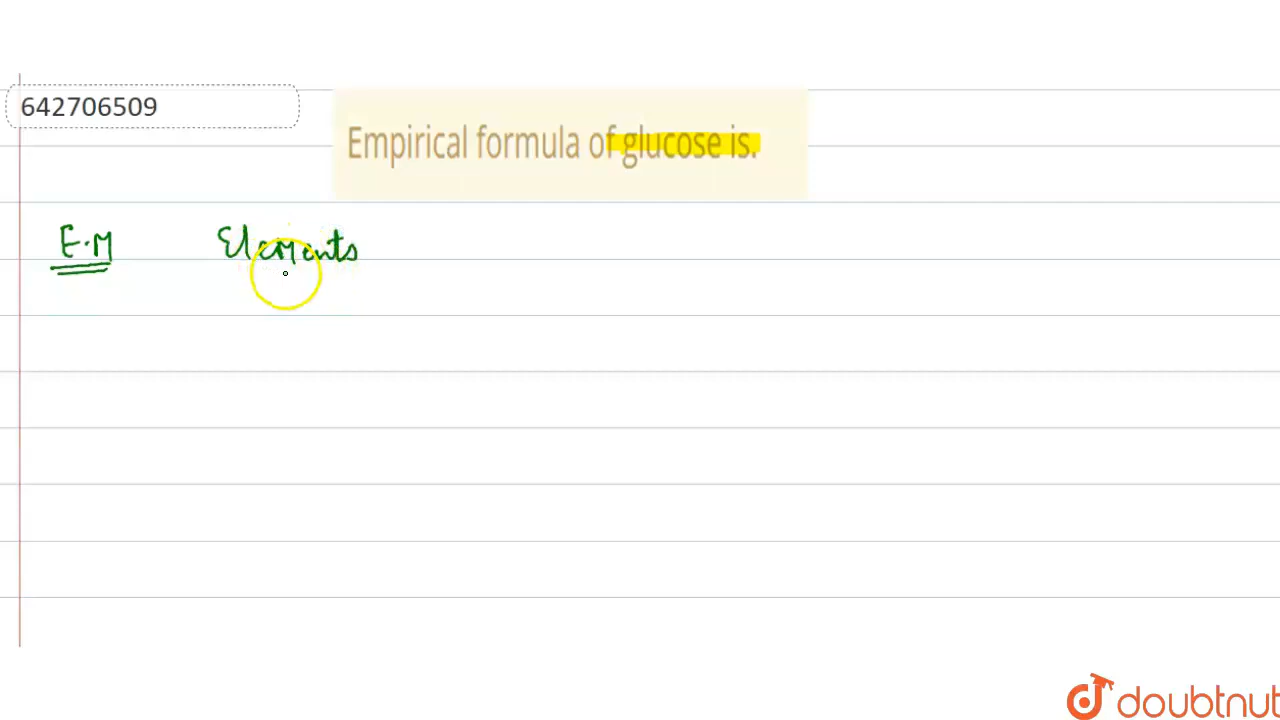 642706509
Empirical formula of glucose is.
E.M Elements
doubtnut